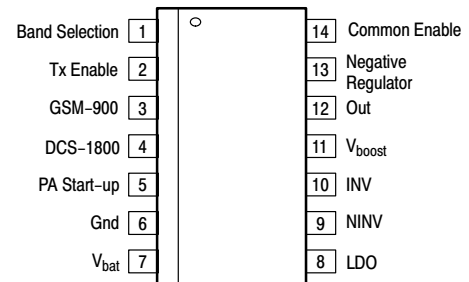 Band Selection 1
Tx Enable 2
GSM-900 3
DCS-1800 4
PA Start-up 5
Gnd 6
Vbat 7
14 Common Enable
13 Negative
Regulator
12 Out
11 Vboost
10 INV
9 NINV
8 LDO